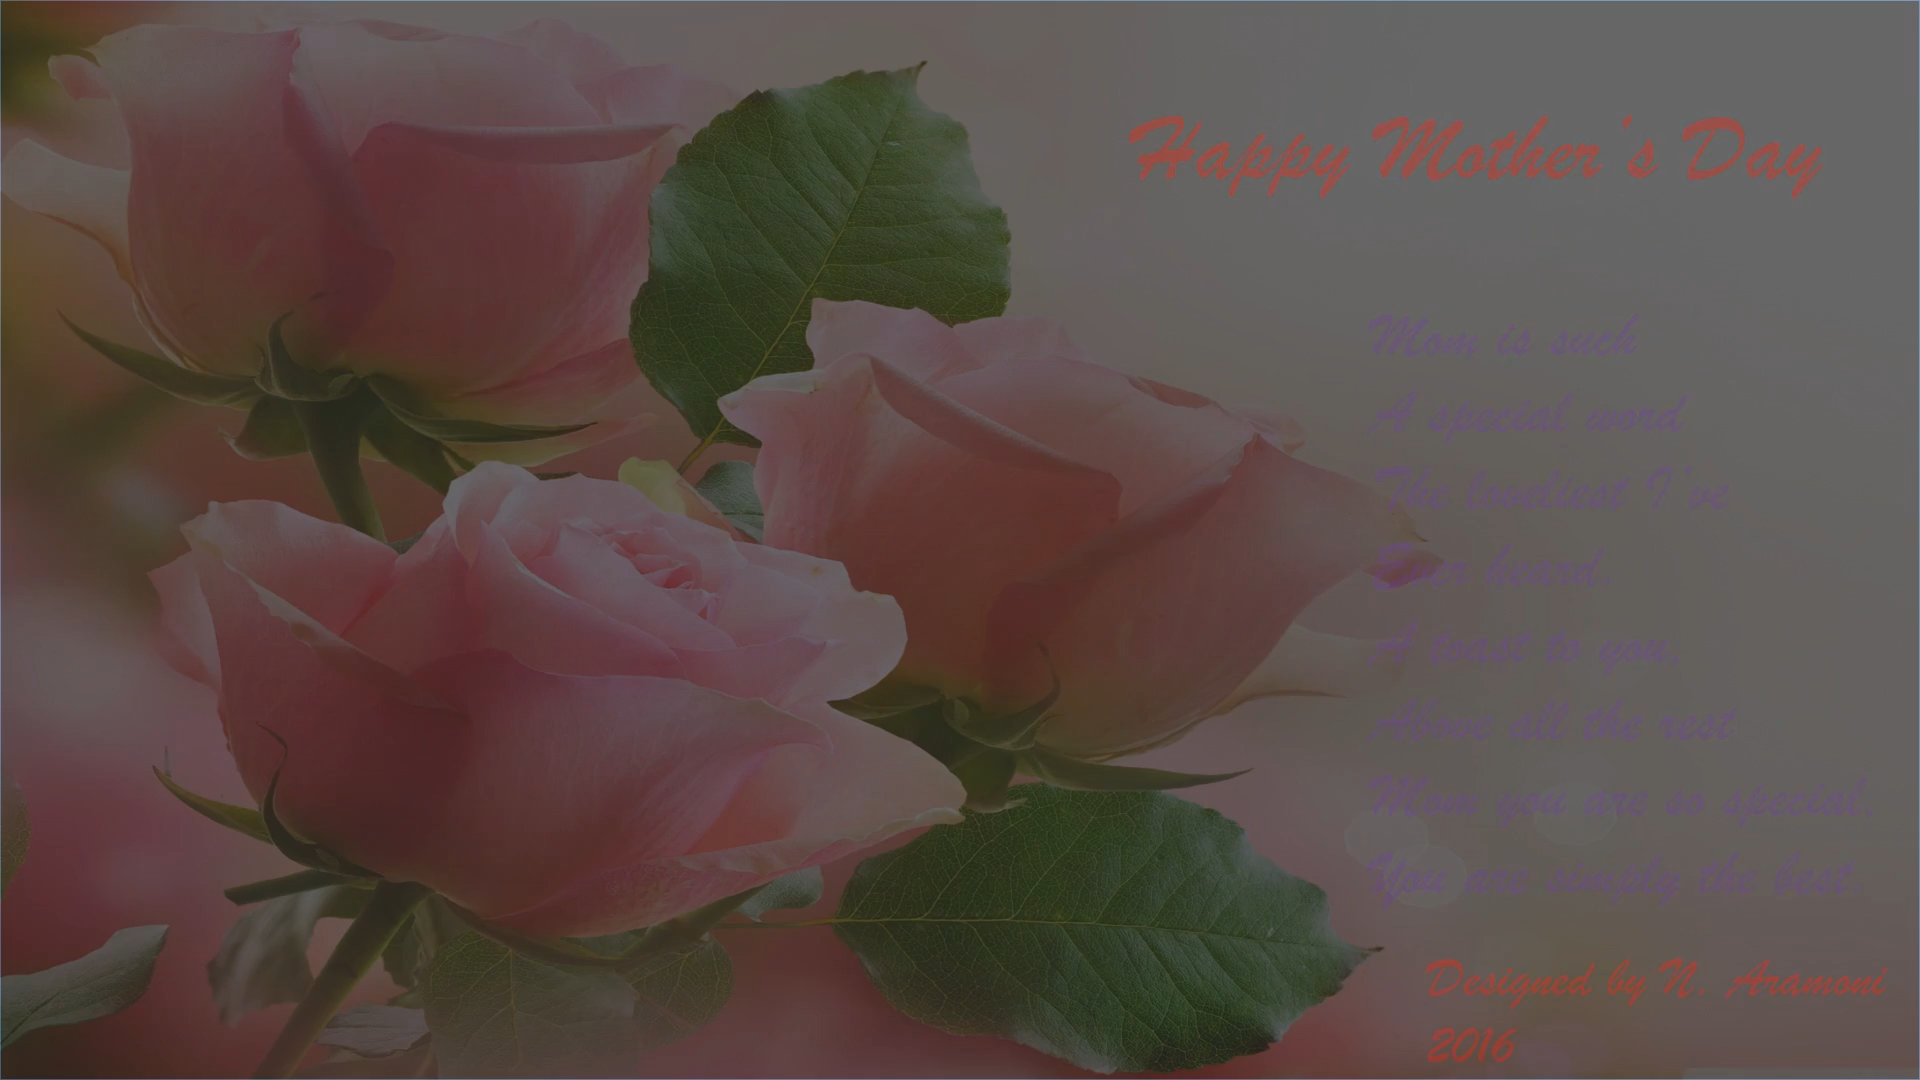 Happy Mother's Day
Mom is such
A special word
The loveliest I've
Ever heard.
A toast to you,
Above all the rest
Mom you are so special,
You are simply the best.
Designed by N. Aramoni
2016